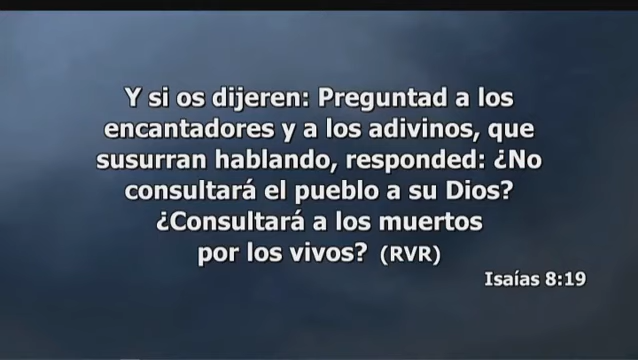 Y si os dijeren: Preguntad a los
encantadores y a los adivinos, que
susurran hablando, responded: ¿No
consultará el pueblo a su Dios?
¿Consultará a los muertos
por los vivos? (RVR)
Isaías 8:19